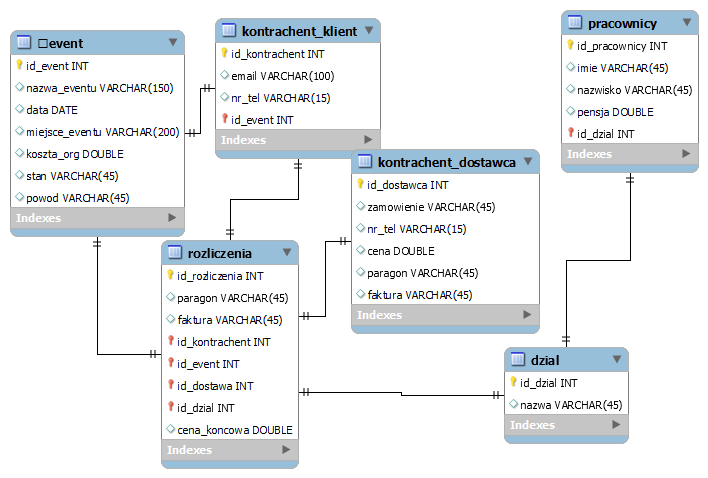 event
id_event INT
nazwa_eventu VARCHAR(150)
data DATE
miejsce_eventu VARCHAR(200)
koszta_org DOUBLE
stan VARCHAR(45)
powod VARCHAR(45)
Indexes
kontrachent_klient
id_kontrachent INT
email VARCHAR(100)
nr_tel VARCHAR(15)
id_event INT
Indexes
pracownicy
id_pracownicy INT
imie VARCHAR(45)
nazwisko VARCHAR(45)
pensja DOUBLE
id_dzial INT
Indexes
kontrachent_dostawca
id_dostawca INT
zamowienie VARCHAR(45)
nr_tel VARCHAR(15)
cena DOUBLE
paragon VARCHAR(45)
faktura VARCHAR(45)
Indexes
rozliczenia
id_rozliczenia INT
paragon VARCHAR(45)
faktura VARCHAR(45)
id_kontrachent INT
id_event INT
id_dostawa INT
id_dzial INT
cena_koncowa DOUBLE
Indexes
dzial
id_dzial INT
nazwa VARCHAR(45)
Indexes